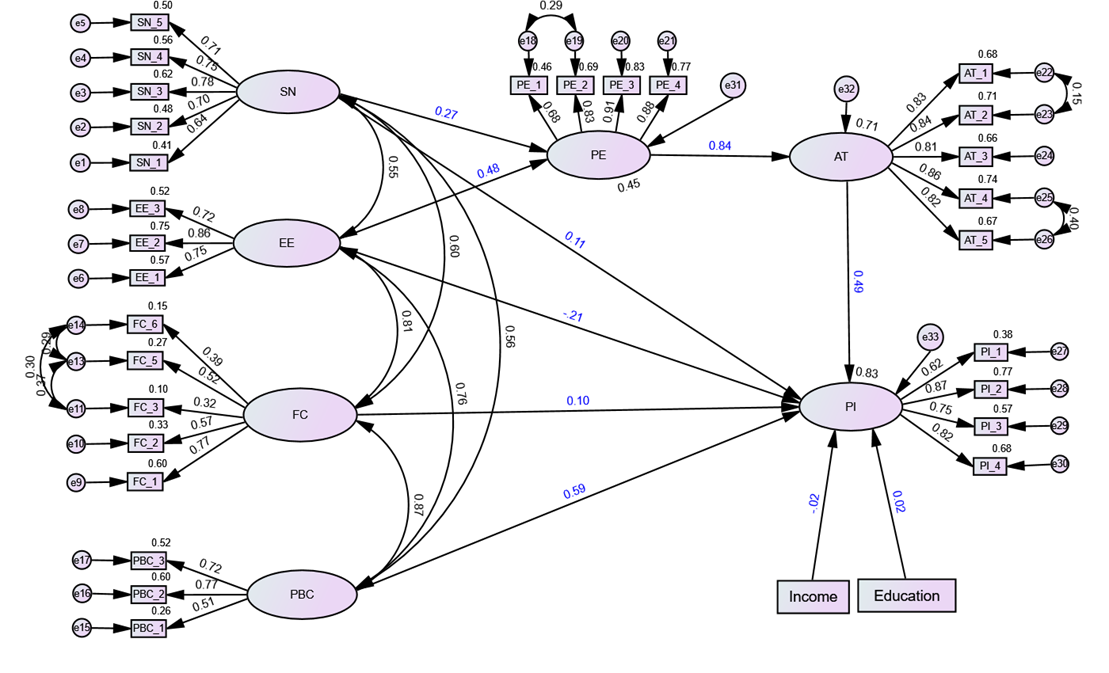 0.50
e5 SN_5 0.71
0.56
e4 SN_4 0.75
0.62
e3 SN_3 0.78
0.48
e2 SN_2 0.70
0.41
e1 SN_1 0.64
SN
0.52
e8 EE_3 0.72
0.75
e7 EE_2 0.86
0.57
e6 EE_1 0.75
EE
0.15
e14 FC_6 0.39
0.27
e13 FC_5 0.52
0.10
e11 FC_3 0.32
0.33
e10 FC_2 0.57
0.60
e9 FC_1 0.77
FC
0.29
0.30
0.37
0.52
e17 PBC_3 0.72
0.60
e16 PBC_2 0.77
0.26
e15 PBC_1 0.51
PBC
0.55
0.60
0.56
0.81
0.76
0.87
0.29
e18 e19 e20 e21
0.46 0.69 0.83 0.77
PE_1 PE_2 PE_3 PE_4
0.68 0.83 0.91 0.88
e31
PE
0.45
0.27
0.48
0.11
-.21
0.10
0.59
0.84
e32
0.71
AT
0.68
0.83 AT_1 e22
0.71
0.84 AT_2 e23
0.66
0.81 AT_3 e24
0.74
0.86 AT_4 e25
0.67
0.82 AT_5 e26
0.15
0.40
0.49
e33
0.83
PI
0.38
0.62 PI_1 e27
0.77
0.87 PI_2 e28
0.57
0.75 PI_3 e29
0.68
0.82 PI_4 e30
-.02
0.02
Income
Education